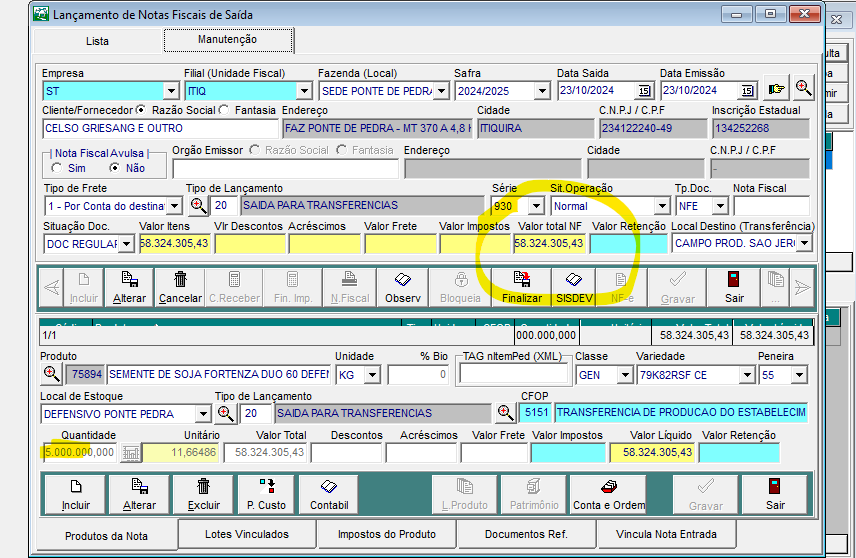 Lançamento de Notas Fiscais de Saída
Lista Manutenção
Empresa Filial (Unidade Fiscal) Fazenda (Local) Safra Data Saida Data Emissão
ST ITIQ SEDE PONTE DE PEDRA 2024/2025 23/10/2024 15 23/10/2024 15
Cliente/Fornecedor Razão Social Fantasia Endereço Cidade C.N.P.J / C.P.F Inscrição Estadual
CELSO GRIESANG E OUTRO FAZ PONTE DE PEDRA - MT 370 A 4,8 ITIQUIRA 234122240-49 134252268
Nota Fiscal Avulsa Orgão Emissor Razão Social Fantasia Endereço Cidade C.N.P.J / C.P.F
Sim Não -
Tipo de Frete Tipo de Lançamento Série Sit.Operação Tp.Doc. Nota Fiscal
1 - Por Conta do destina 20 SAIDA PARA TRANSFERENCIAS 930 Normal NFE
Situação Doc. Valor Itens Vlr Descontos Acréscimos Valor Frete Valor Impostos Valor total NF Valor Retenção Local Destino (Transferência)
DOC REGULAR 58.324.305,43 58.324.305,43 CAMPO PROD. SAO JERO
Incluir Alterar Cancelar C.Receber Fin. Imp. N.Fiscal Observ Bloqueia Finalizar SISDEV NF-e Gravar Sair ...
1/1 000.000,000 58.324.305,43 58.324.305,43
Produto Unidade % Bio TAG nItemPed (XML) Classe Variedade Peneira
75894 SEMENTE DE SOJA FORTENZA DUO 60 DEFEN KG 0 GEN 79K82RSF CE 55
Local de Estoque Tipo de Lançamento CFOP
DEFENSIVO PONTE PEDRA 20 SAIDA PARA TRANSFERENCIAS 5151 TRANSFERENCIA DE PRODUCAO DO ESTABELECIM
Quantidade Unitário Valor Total Descontos Acréscimos Valor Frete Valor Impostos Valor Líquido Valor Retenção
5.000.000,000 11,66486 58.324.305,43 58.324.305,43
Incluir Alterar Excluir P. Custo Contabil L.Produto Patrimônio Conta e Ordem Gravar Sair
Produtos da Nota Lotes Vinculados Impostos do Produto Documentos Ref. Vincula Nota Entrada